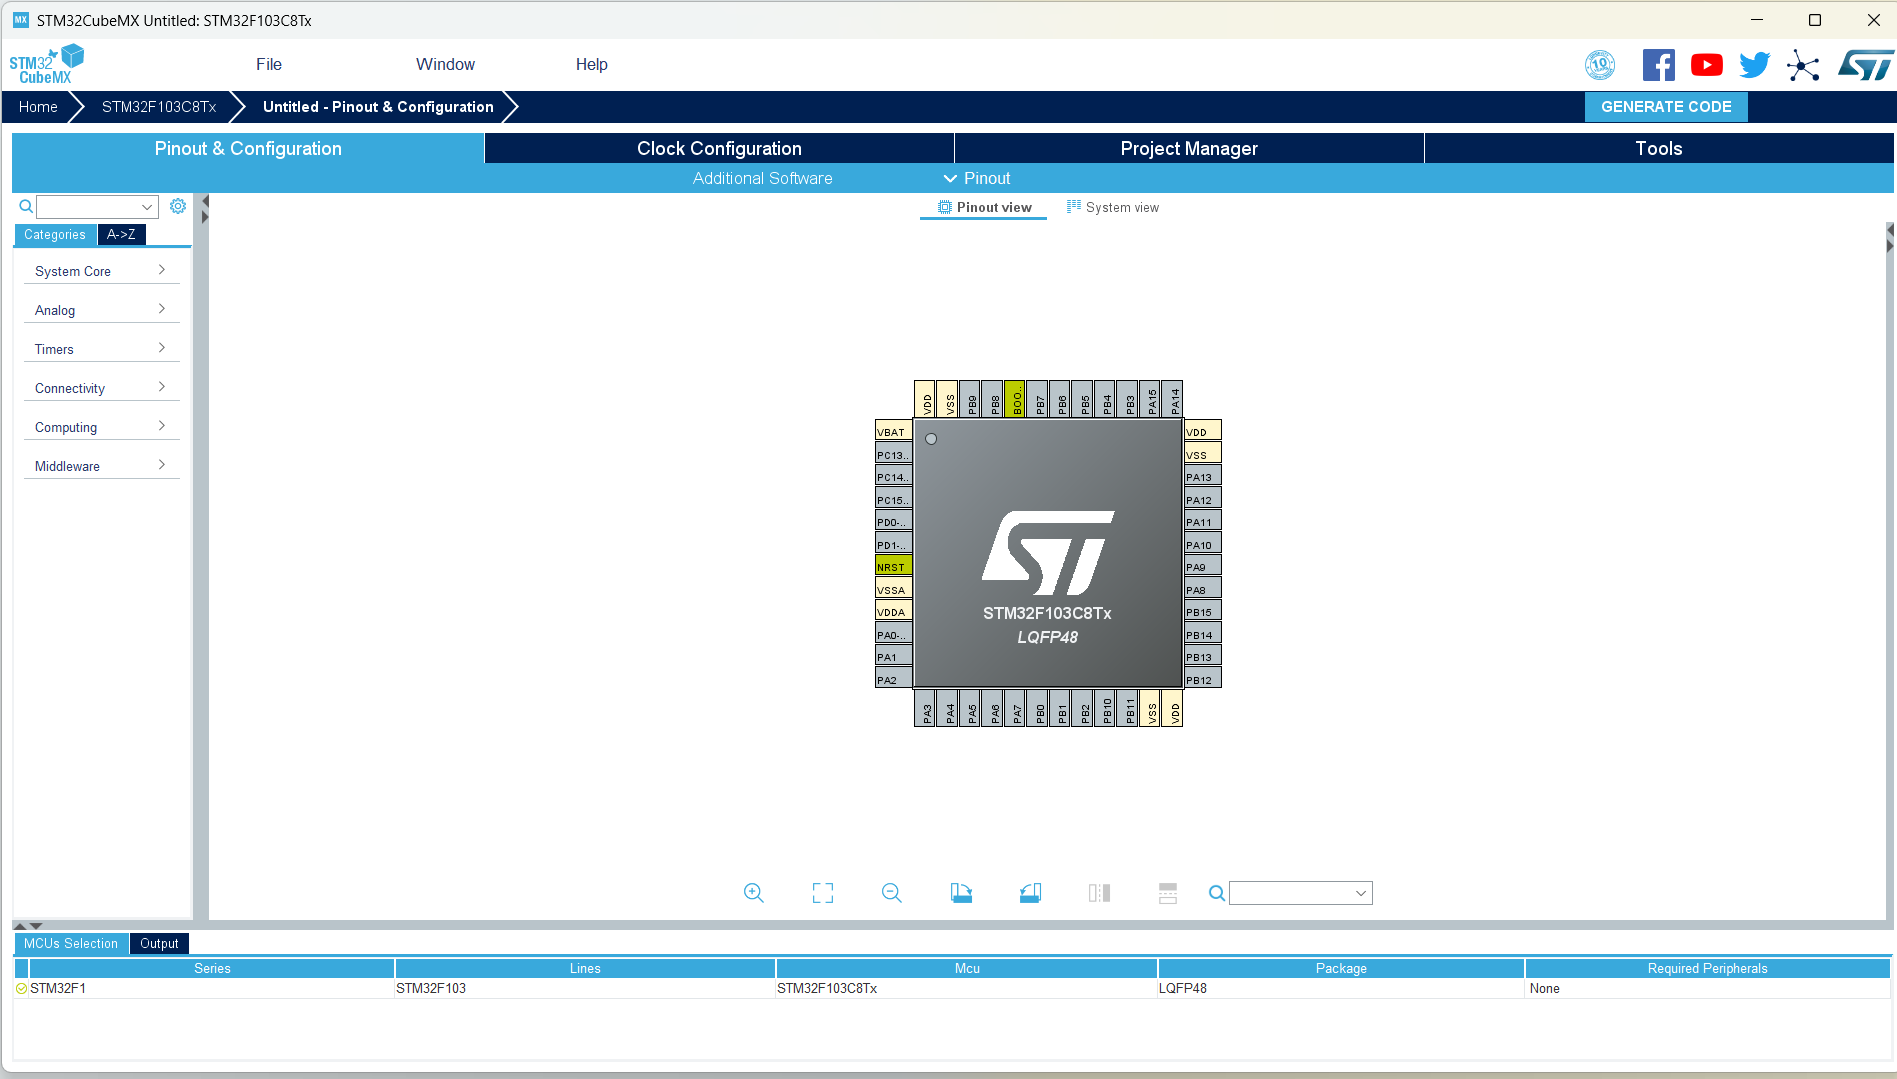 MX STM32CubeMX Untitled: STM32F103C8Tx
STM32
CubeMX
File Window Help
10
Home STM32F103C8Tx Untitled - Pinout & Configuration GENERATE CODE
Pinout & Configuration Clock Configuration Project Manager Tools
Additional Software Pinout
Pinout view System view
Categories A->Z
System Core
Analog
Timers
Connectivity
Computing
Middleware
VDD VSS PB9 PB8 BOO.. PB7 PB6 PB5 PB4 PB3 PA15 PA14
VBAT VDD
PC13.. VSS
PC14.. PA13
PC15.. PA12
PD0-.. PA11
PD1-.. PA10
NRST PA9
VSSA PA8
VDDA PB15
PA0-.. PB14
PA1 PB13
PA2 PB12
STM32F103C8Tx
LQFP48
PA3 PA4 PA5 PA6 PA7 PB0 PB1 PB2 PB10 PB11 VSS VDD
MCUs Selection Output
Series Lines Mcu Package Required Peripherals
STM32F1 STM32F103 STM32F103C8Tx LQFP48 None